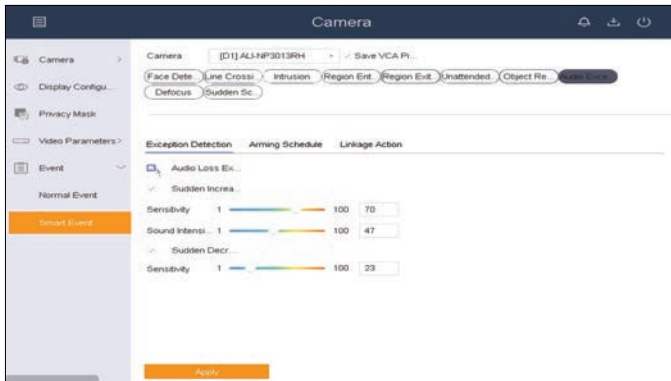 Camera
Camera
Display Configu...
Privacy Mask
Video Parameters
Event
Normal Event
Smart Event
Camera [D1] ALI-NP3013RH Save VCA Pi...
Face Dete... Line Crossi... Intrusion Region Ent... Region Exit... Unattended... Object Re... Audio Exce...
Defocus Sudden Sc...
Exception Detection Arming Schedule Linkage Action
Audio Loss Ex...
Sudden Increa...
Sensitivity 1 100 70
Sound Intensi... 1 100 47
Sudden Decr...
Sensitivity 1 100 23
Apply